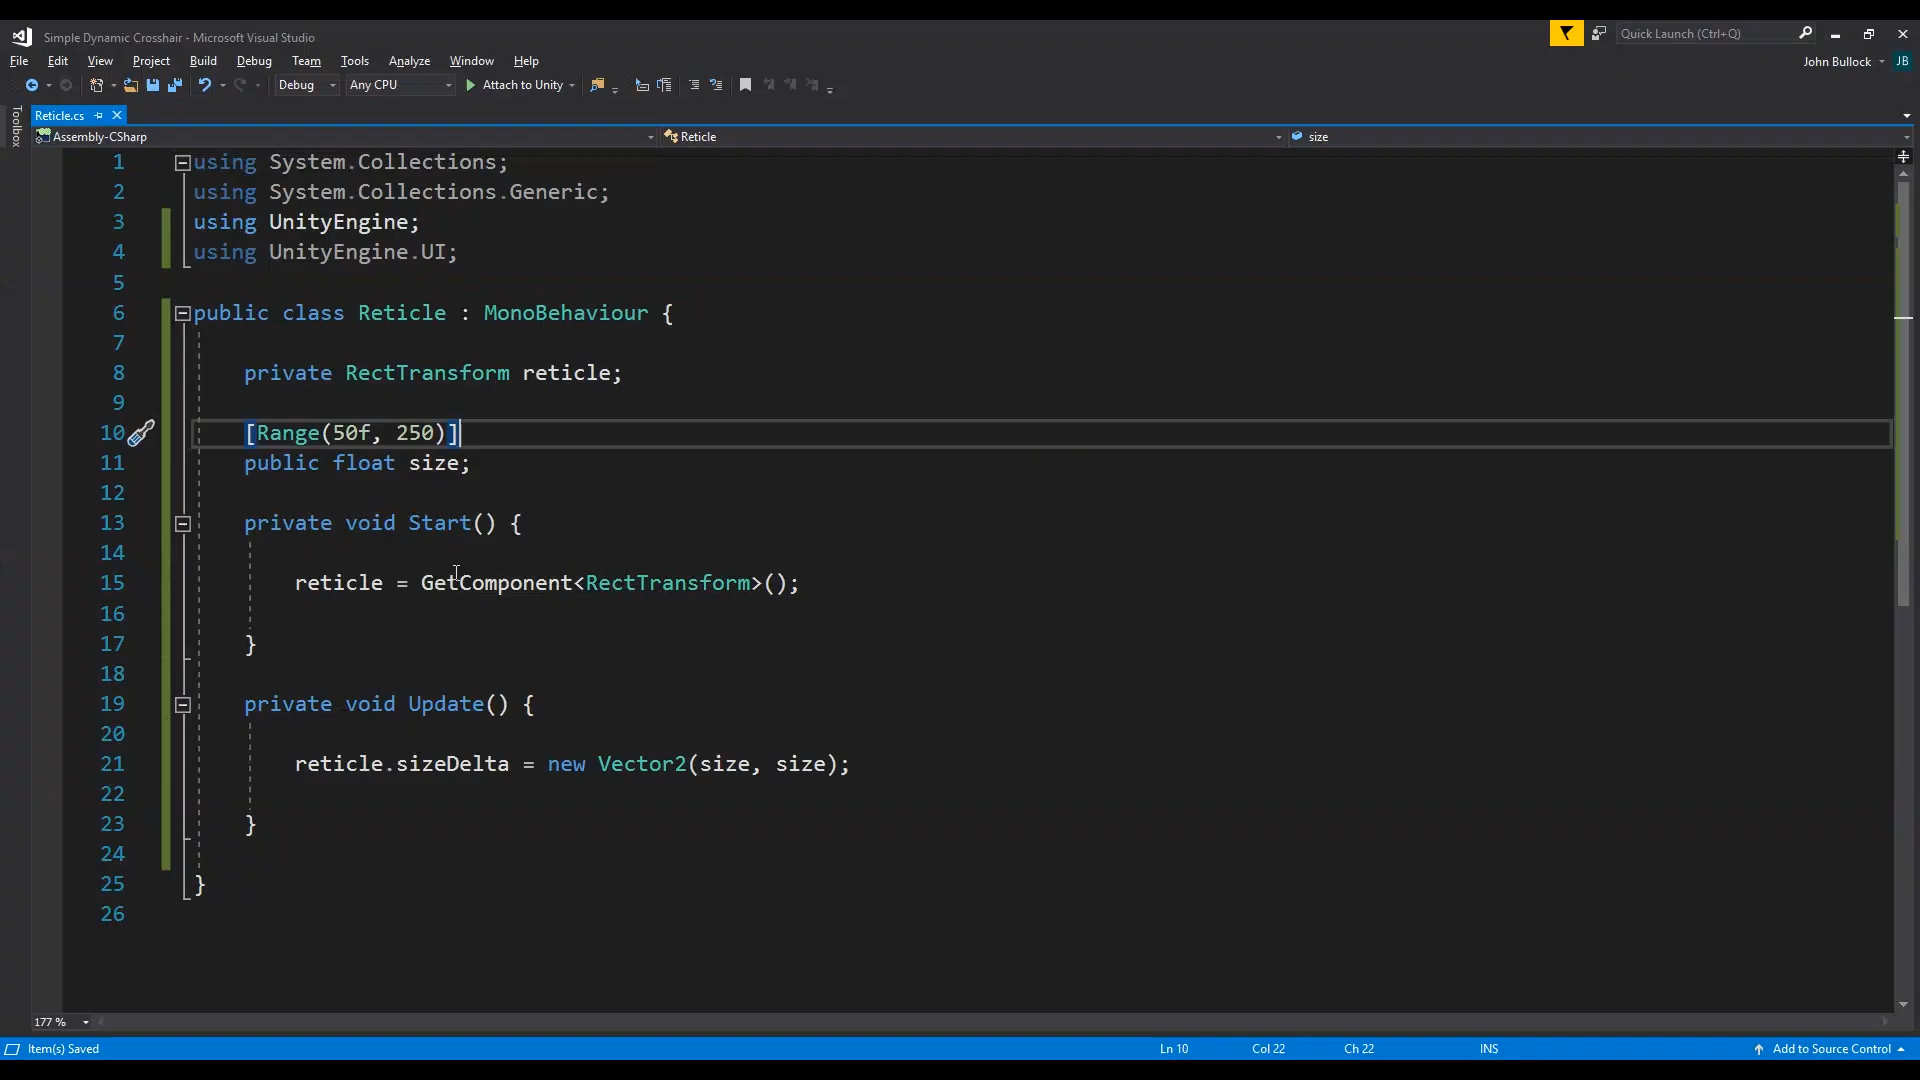 Simple Dynamic Crosshair - Microsoft Visual Studio
Quick Launch (Ctrl+Q)
File Edit View Project Build Debug Team Tools Analyze Window Help
John Bullock JB
Debug Any CPU Attach to Unity
Toolbox
Reticle.cs
Assembly-CSharp Reticle size
1 using System.Collections;
2 using System.Collections.Generic;
3 using UnityEngine;
4 using UnityEngine.UI;
5
6 public class Reticle : MonoBehaviour {
7
8 private RectTransform reticle;
9
10 [Range(50f, 250)]
11 public float size;
12
13 private void Start() {
14
15 reticle = GetComponent<RectTransform>();
16
17 }
18
19 private void Update() {
20
21 reticle.sizeDelta = new Vector2(size, size);
22
23 }
24
25 }
26
177 %
Item(s) Saved Ln 10 Col 22 Ch 22 INS Add to Source Control